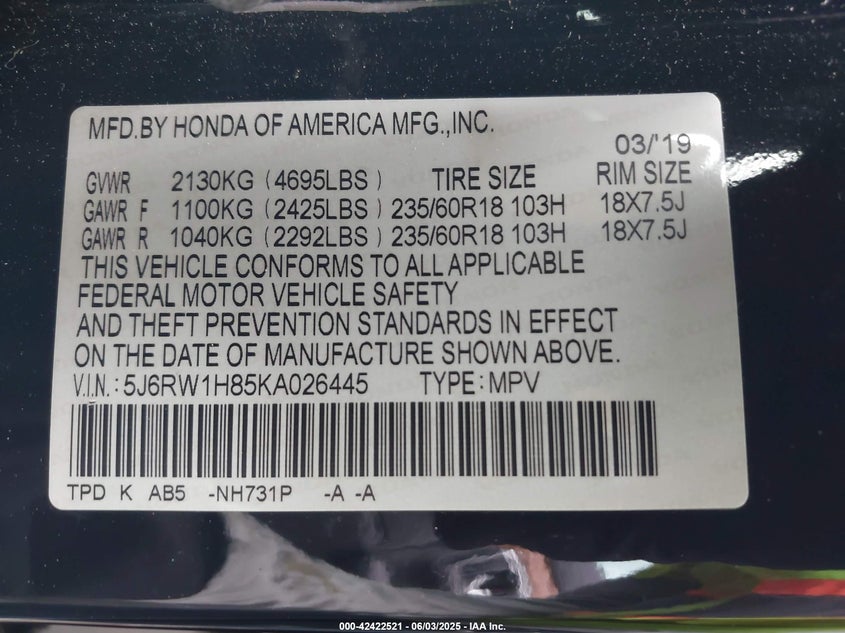 MFD.BY HONDA OF AMERICA MFG.,INC.
03/'19
GVWR 2130KG (4695LBS) TIRE SIZE RIM SIZE
GAWR F 1100KG (2425LBS) 235/60R18 103H 18X7.5J
GAWR R 1040KG (2292LBS) 235/60R18 103H 18X7.5J
THIS VEHICLE CONFORMS TO ALL APPLICABLE
FEDERAL MOTOR VEHICLE SAFETY
AND THEFT PREVENTION STANDARDS IN EFFECT
ON THE DATE OF MANUFACTURE SHOWN ABOVE.
V.I.N.: 5J6RW1H85KA026445 TYPE: MPV
TPD K AB5 -NH731P -A -A
000-42422521 - 06/03/2025 - IAA Inc.